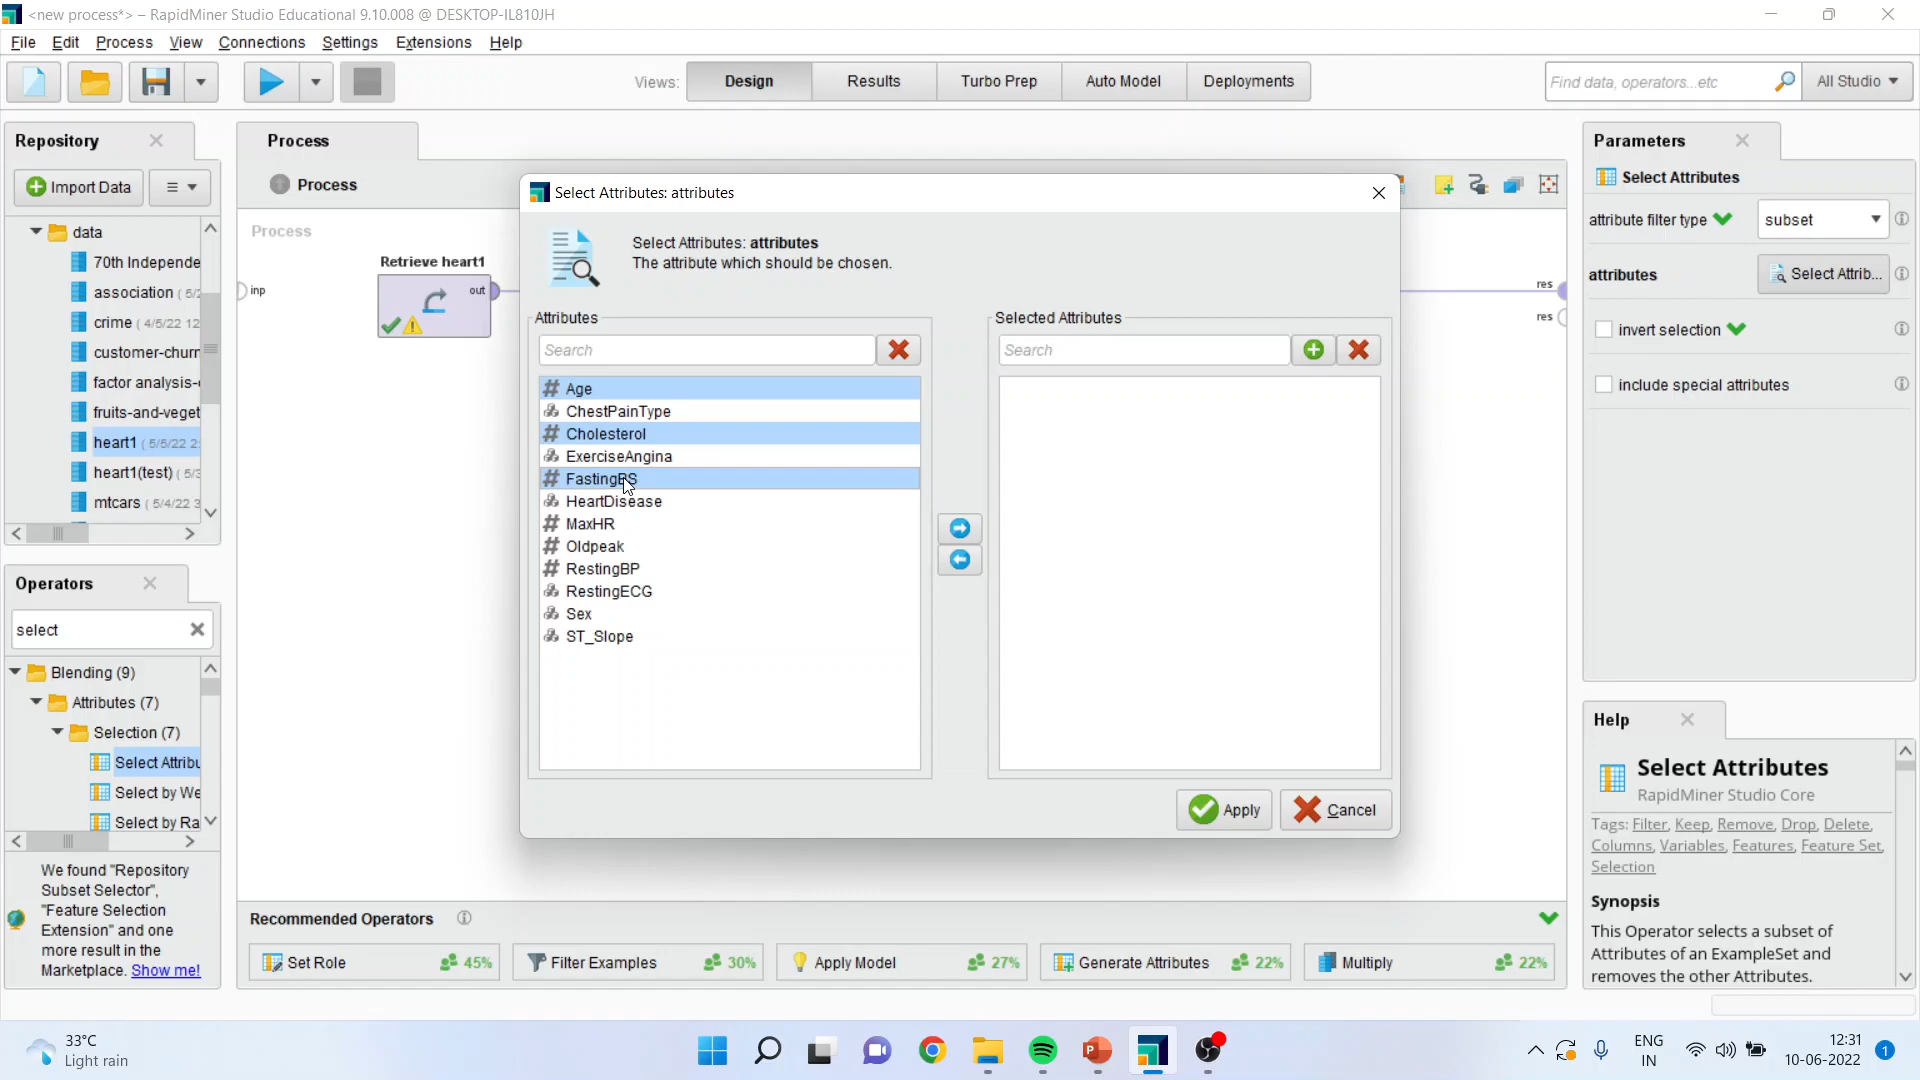 <new process*> – RapidMiner Studio Educational 9.10.008 @ DESKTOP-IL810JH
File Edit Process View Connections Settings Extensions Help
Views: Design Results Turbo Prep Auto Model Deployments
Find data, operators...etc
All Studio
Repository
Process
Parameters
Import Data
Process
Select Attributes: attributes
Select Attributes
data
Process
Select Attributes: attributes
The attribute which should be chosen.
attribute filter type
subset
70th Independe
Retrieve heart1
inp
out
res
res
attributes
Select Attrib...
association ( 5/2
crime ( 4/5/22 12
customer-churn
factor analysis-
fruits-and-veget
heart1 ( 5/5/22 2:
heart1(test) ( 5/3
mtcars ( 5/4/22 3
Attributes
Selected Attributes
Search
Search
invert selection
include special attributes
Age
ChestPainType
Cholesterol
ExerciseAngina
FastingBS
HeartDisease
MaxHR
Oldpeak
RestingBP
RestingECG
Sex
ST_Slope
Apply
Cancel
Operators
select
Blending (9)
Attributes (7)
Selection (7)
Select Attribu
Select by We
Select by Ra
We found "Repository
Subset Selector",
"Feature Selection
Extension" and one
more result in the
Marketplace. Show me!
Help
Select Attributes
RapidMiner Studio Core
Tags: Filter, Keep, Remove, Drop, Delete,
Columns, Variables, Features, Feature Set,
Selection
Synopsis
This Operator selects a subset of
Attributes of an ExampleSet and
removes the other Attributes.
Recommended Operators
Set Role 45%
Filter Examples 30%
Apply Model 27%
Generate Attributes 22%
Multiply 22%
33°C
Light rain
ENG
IN
12:31
10-06-2022
1